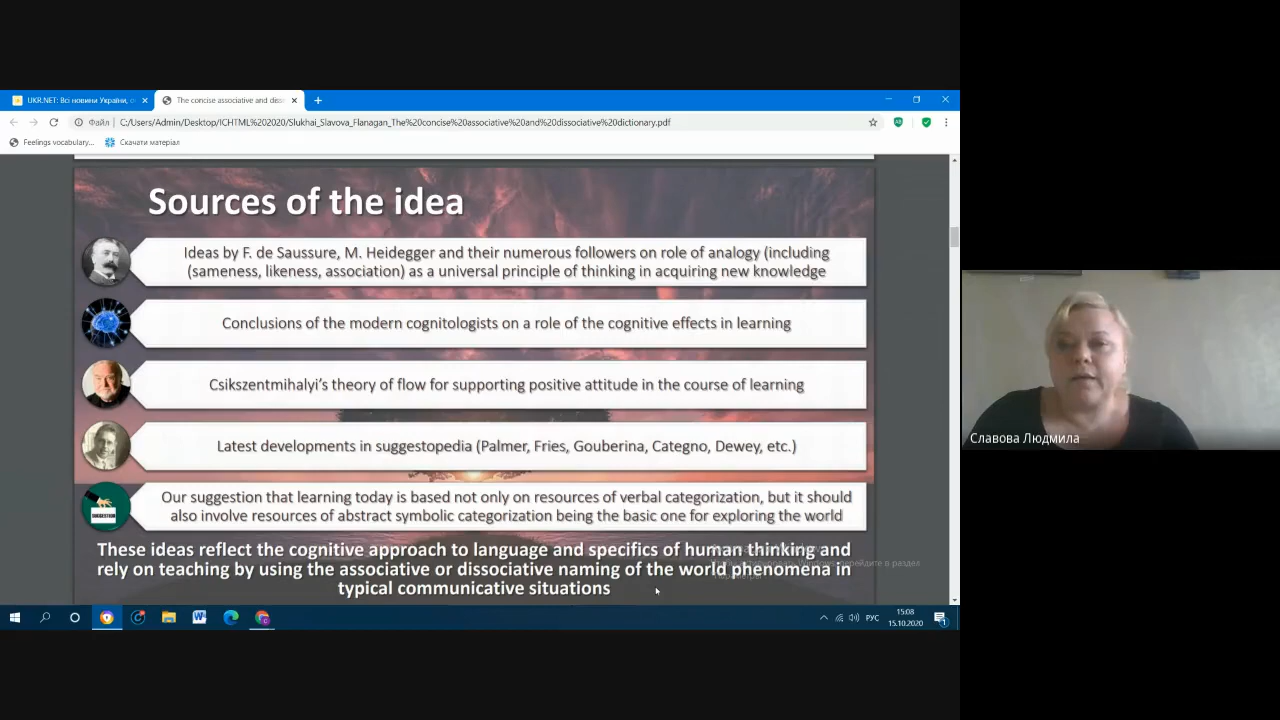 UKR.NET: Всі новини України, о
The concise associative and diss
Файл
C:/Users/Admin/Desktop/ICHTML%202020/Slukhai_Slavova_Flanagan_The%20concise%20associative%20and%20dissociative%20dictionary.pdf
Feelings vocabulary...
Скачати матеріал
Sources of the idea
Ideas by F. de Saussure, M. Heidegger and their numerous followers on role of analogy (including
(sameness, likeness, association) as a universal principle of thinking in acquiring new knowledge
Conclusions of the modern cognitologists on a role of the cognitive effects in learning
Csikszentmihalyi's theory of flow for supporting positive attitude in the course of learning
Latest developments in suggestopedia (Palmer, Fries, Gouberina, Categno, Dewey, etc.)
SUGGESTION
Our suggestion that learning today is based not only on resources of verbal categorization, but it should
also involve resources of abstract symbolic categorization being the basic one for exploring the world
These ideas reflect the cognitive approach to language and specifics of human thinking and
rely on teaching by using the associative or dissociative naming of the world phenomena in
typical communicative situations
Windows, перейдите в раздел
Славова Людмила
РУС
15:08
15.10.2020
1